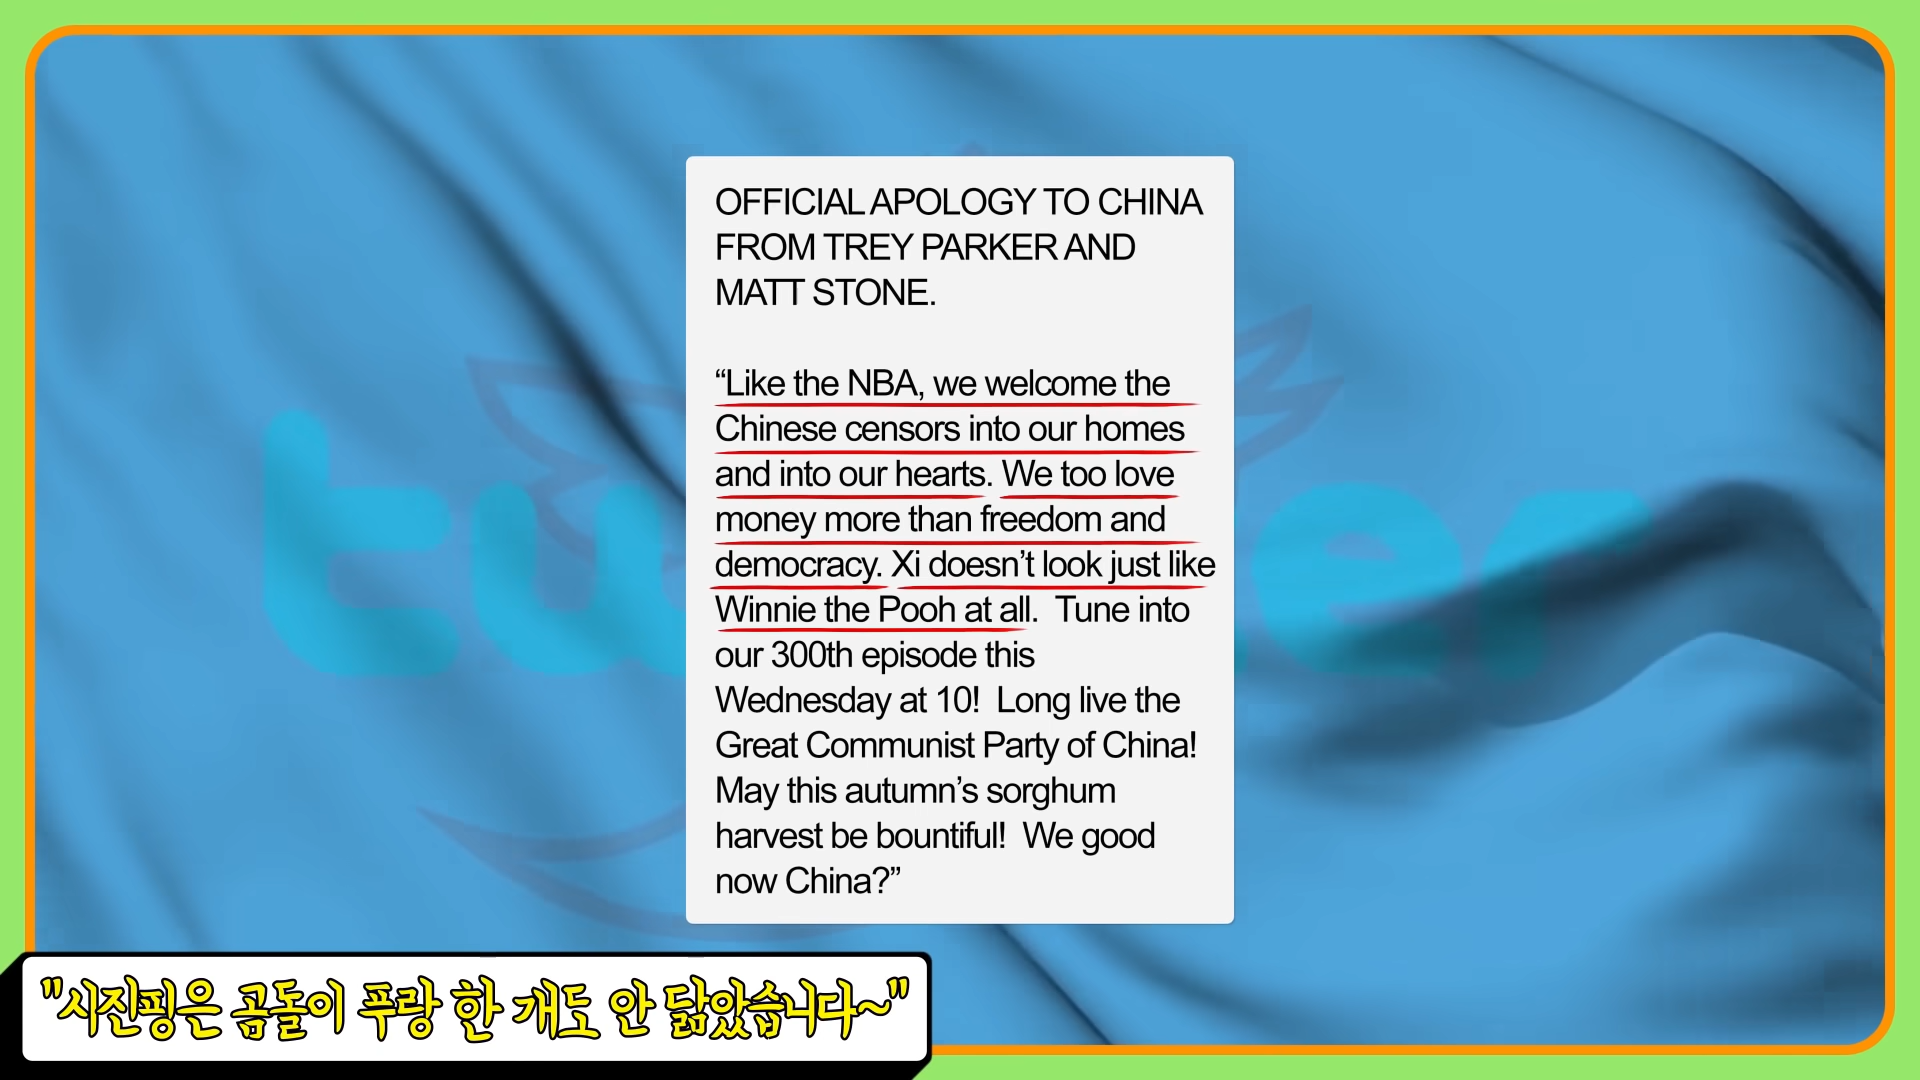 OFFICIAL APOLOGY TO CHINA
FROM TREY PARKER AND
MATT STONE.
“Like the NBA, we welcome the
Chinese censors into our homes
and into our hearts. We too love
money more than freedom and
democracy. Xi doesn’t look just like
Winnie the Pooh at all.  Tune into
our 300th episode this
Wednesday at 10!  Long live the
Great Communist Party of China!
May this autumn’s sorghum
harvest be bountiful!  We good
now China?”
"시진핑은 곰돌이 푸랑 한 개도 안 닮았습니다~"